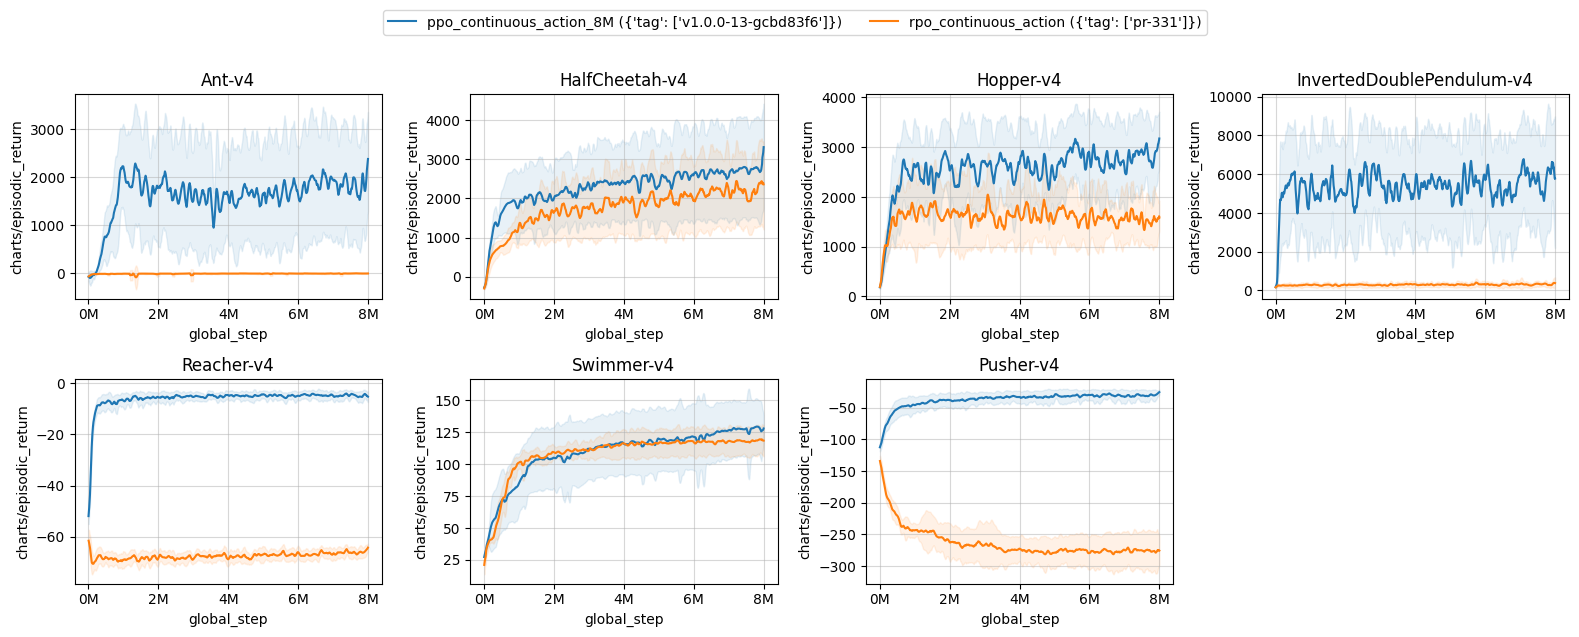 ppo_continuous_action_8M ({'tag': ['v1.0.0-13-gcbd83f6']})
rpo_continuous_action ({'tag': ['pr-331']})
Ant-v4
charts/episodic_return
3000
2000
1000
0
0M 2M 4M 6M 8M
global_step
HalfCheetah-v4
charts/episodic_return
4000
3000
2000
1000
0
0M 2M 4M 6M 8M
global_step
Hopper-v4
charts/episodic_return
4000
3000
2000
1000
0
0M 2M 4M 6M 8M
global_step
InvertedDoublePendulum-v4
charts/episodic_return
10000
8000
6000
4000
2000
0
0M 2M 4M 6M 8M
global_step
Reacher-v4
charts/episodic_return
0
−20
−40
−60
0M 2M 4M 6M 8M
global_step
Swimmer-v4
charts/episodic_return
150
125
100
75
50
25
0M 2M 4M 6M 8M
global_step
Pusher-v4
charts/episodic_return
−50
−100
−150
−200
−250
−300
0M 2M 4M 6M 8M
global_step